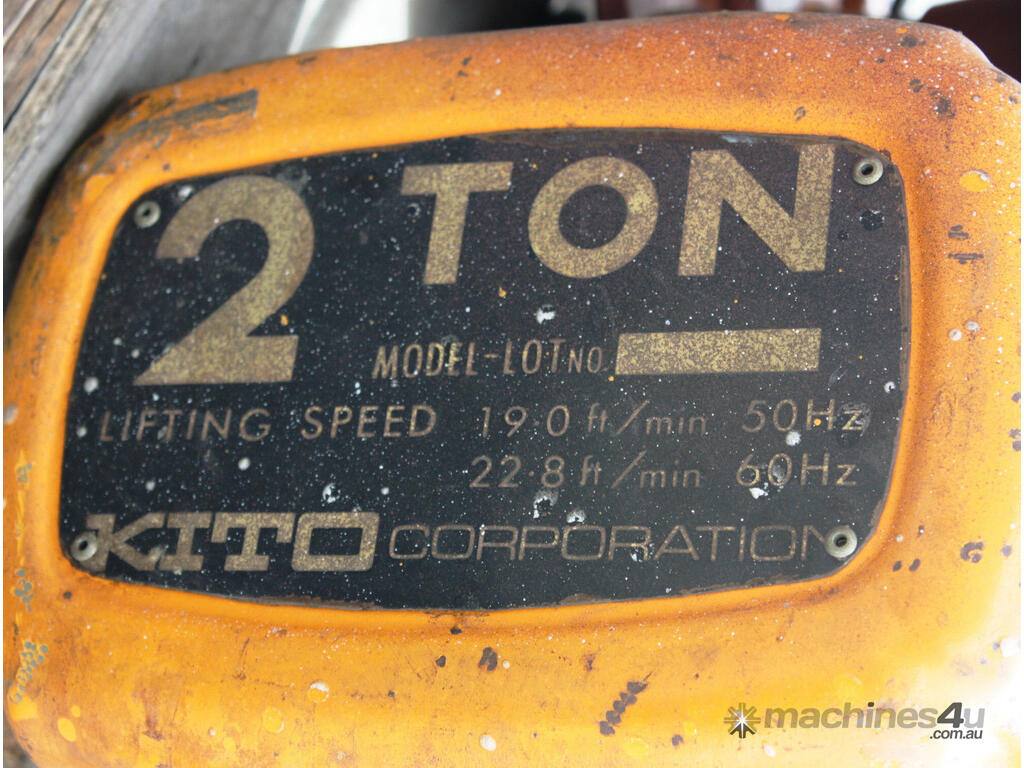 2 TON
MODEL-LOT NO.
LIFTING SPEED 19.0 ft/min 50Hz
22.8 ft/min 60Hz
KITO CORPORATION
machines4u
.com.au